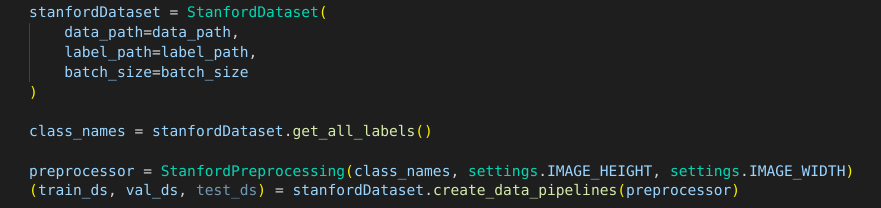 stanfordDataset = StanfordDataset(
    data_path=data_path,
    label_path=label_path,
    batch_size=batch_size
)
class_names = stanfordDataset.get_all_labels()
preprocessor = StanfordPreprocessing(class_names, settings.IMAGE_HEIGHT, settings.IMAGE_WIDTH)
(train_ds, val_ds, test_ds) = stanfordDataset.create_data_pipelines(preprocessor)